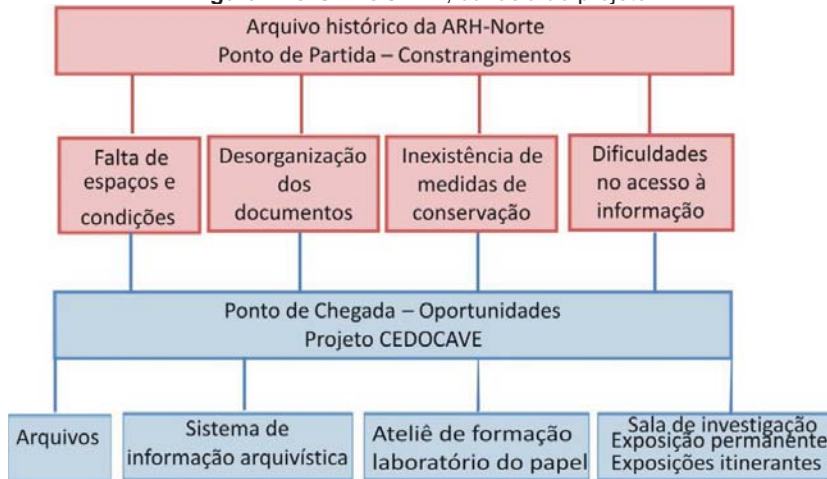 Arquivo histórico da ARH-Norte
Ponto de Partida – Constrangimentos
Falta de
espaços e
condições
Desorganização
dos
documentos
Inexistência de
medidas de
conservação
Dificuldades
no acesso à
informação
Ponto de Chegada – Oportunidades
Projeto CEDOCAVE
Arquivos
Sistema de
informação arquivística
Ateliê de formação
laboratório do papel
Sala de investigação
Exposição permanente
Exposições itinerantes